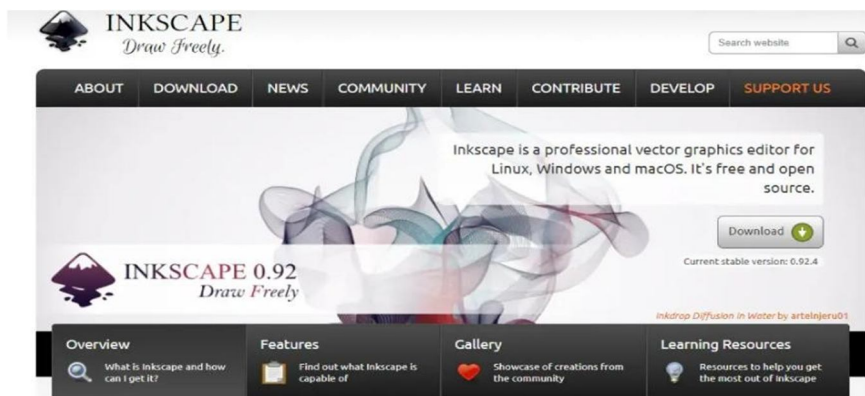 INKSCAPE
Draw Freely.
Search website
ABOUT DOWNLOAD NEWS COMMUNITY LEARN CONTRIBUTE DEVELOP SUPPORT US
Inkscape is a professional vector graphics editor for
Linux, Windows and macOS. It's free and open
source.
Download
Current stable version: 0.92.4
INKSCAPE 0.92
Draw Freely
Inkdrop Diffusion in Water by artelnjeru01
Overview
What is Inkscape and how
can I get it?
Features
Find out what Inkscape is
capable of
Gallery
Showcase of creations from
the community
Learning Resources
Resources to help you get
the most out of Inkscape